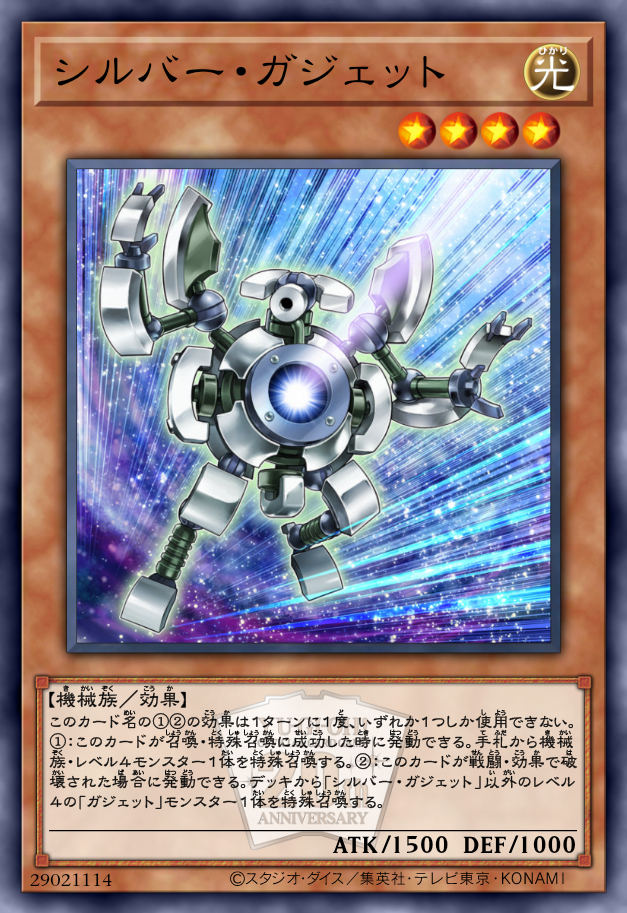 シルバー・ガジェット
光
ひかり
【機械族／効果】
このカード名の①②の効果は1ターンに1度、いずれか1つしか使用できない。
①:このカードが召喚・特殊召喚に成功した時に発動できる。手札から機械
族・レベル4モンスター1体を特殊召喚する。②:このカードが戦闘・効果で破
壊された場合に発動できる。デッキから「シルバー・ガジェット」以外のレベル
4の「ガジェット」モンスター1体を特殊召喚する。
ANNIVERSARY
ATK/1500 DEF/1000
29021114
©スタジオ・ダイス／集英社・テレビ東京・KONAMI